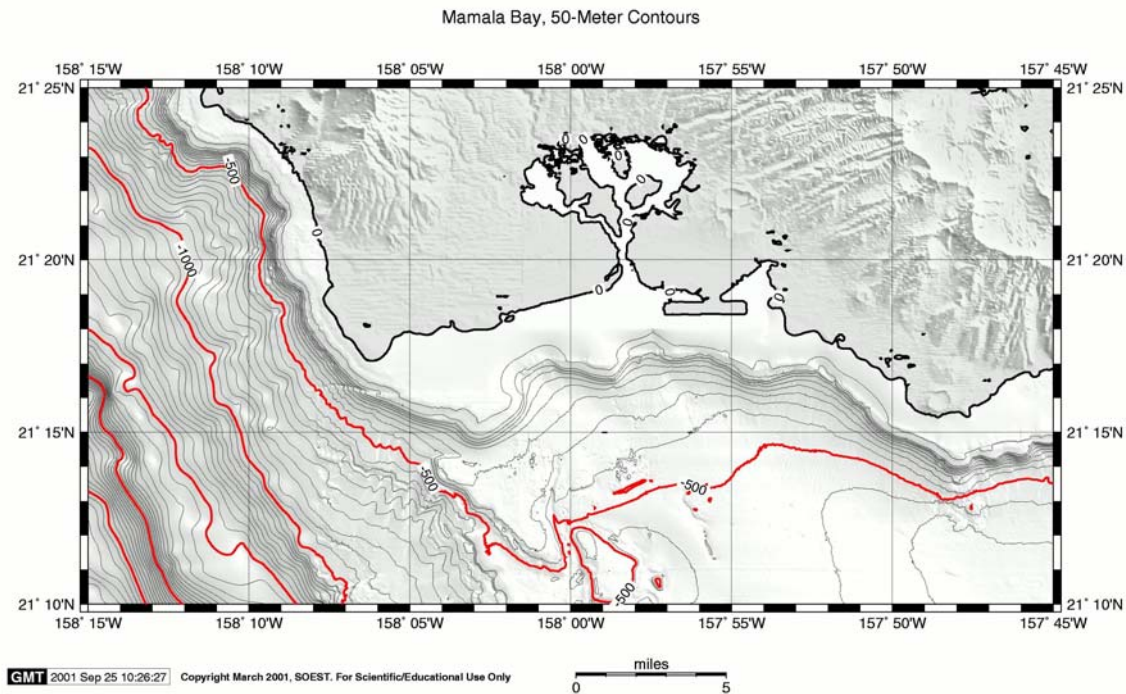 Mamala Bay, 50-Meter Contours
158˚ 15'W 158˚ 10'W 158˚ 05'W 158˚ 00'W 157˚ 55'W 157˚ 50'W 157˚ 45'W
21˚ 25'N 21˚ 25'N
0 0
0
-500 0
0
0
-1000
21˚ 20'N 21˚ 20'N
0 0 0
21˚ 15'N 21˚ 15'N
-500 -500
-500
21˚ 10'N 21˚ 10'N
158˚ 15'W 158˚ 10'W 158˚ 05'W 158˚ 00'W 157˚ 55'W 157˚ 50'W 157˚ 45'W
GMT 2001 Sep 25 10:26:27 Copyright March 2001, SOEST. For Scientific/Educational Use Only
miles
0 5